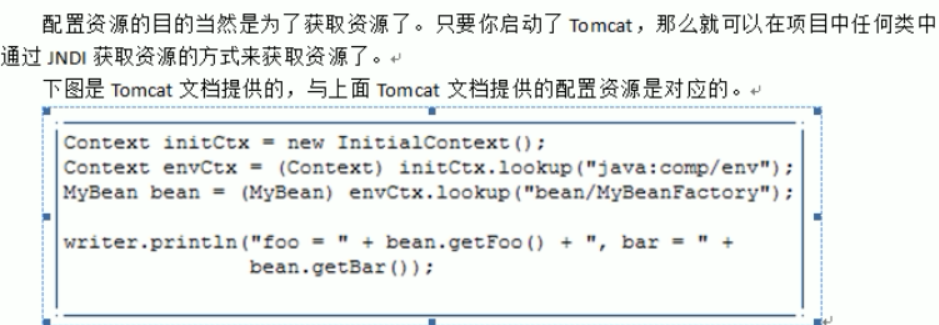 配置资源的目的当然是为了获取资源了。只要你启动了 Tomcat，那么就可以在项目中任何类中
通过 JNDI 获取资源的方式来获取资源了。
下图是 Tomcat 文档提供的，与上面 Tomcat 文档提供的配置资源是对应的。
Context initCtx = new InitialContext();
Context envCtx = (Context) initCtx.lookup("java:comp/env");
MyBean bean = (MyBean) envCtx.lookup("bean/MyBeanFactory");
writer.println("foo = " + bean.getFoo() + ", bar = " +
bean.getBar());